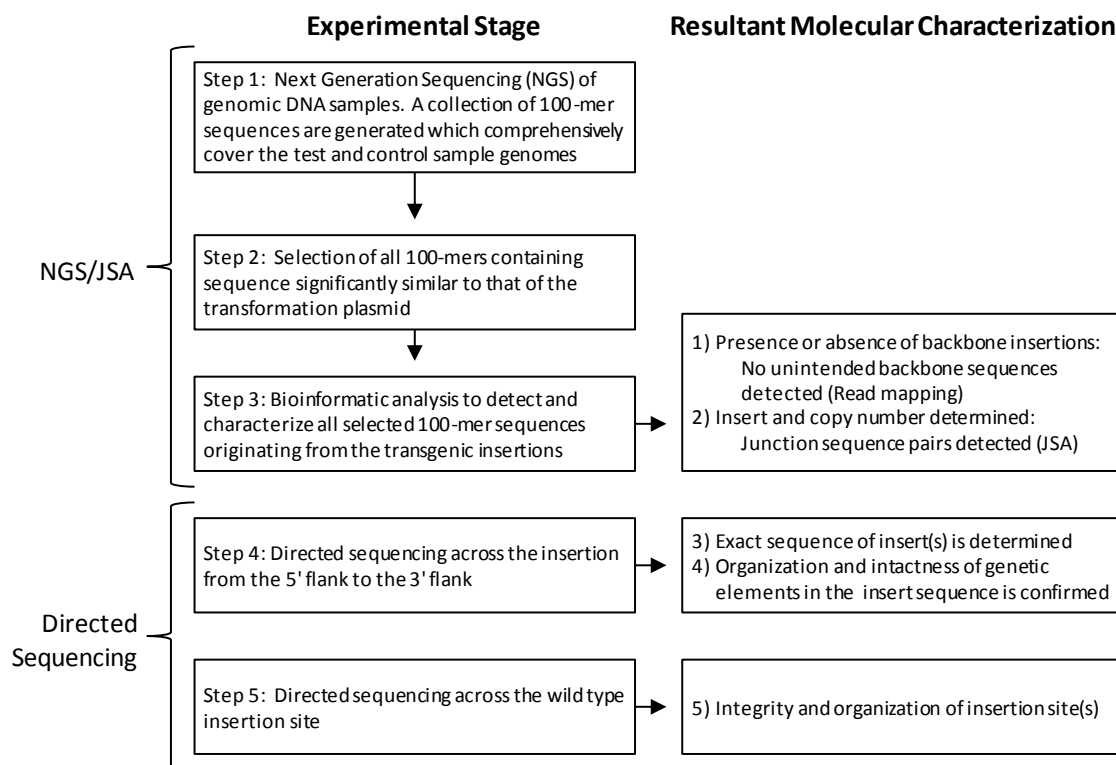 Experimental Stage
Resultant Molecular Characterization
NGS/JSA
Step 1: Next Generation Sequencing (NGS) of
genomic DNA samples. A collection of 100-mer
sequences are generated which comprehensively
cover the test and control sample genomes
Step 2: Selection of all 100-mers containing
sequence significantly similar to that of the
transformation plasmid
Step 3: Bioinformatic analysis to detect and
characterize all selected 100-mer sequences
originating from the transgenic insertions
1) Presence or absence of backbone insertions:
No unintended backbone sequences
detected (Read mapping)
2) Insert and copy number determined:
Junction sequence pairs detected (JSA)
Directed
Sequencing
Step 4: Directed sequencing across the insertion
from the 5' flank to the 3' flank
3) Exact sequence of insert(s) is determined
4) Organization and intactness of genetic
elements in the insert sequence is confirmed
Step 5: Directed sequencing across the wild type
insertion site
5) Integrity and organization of insertion site(s)